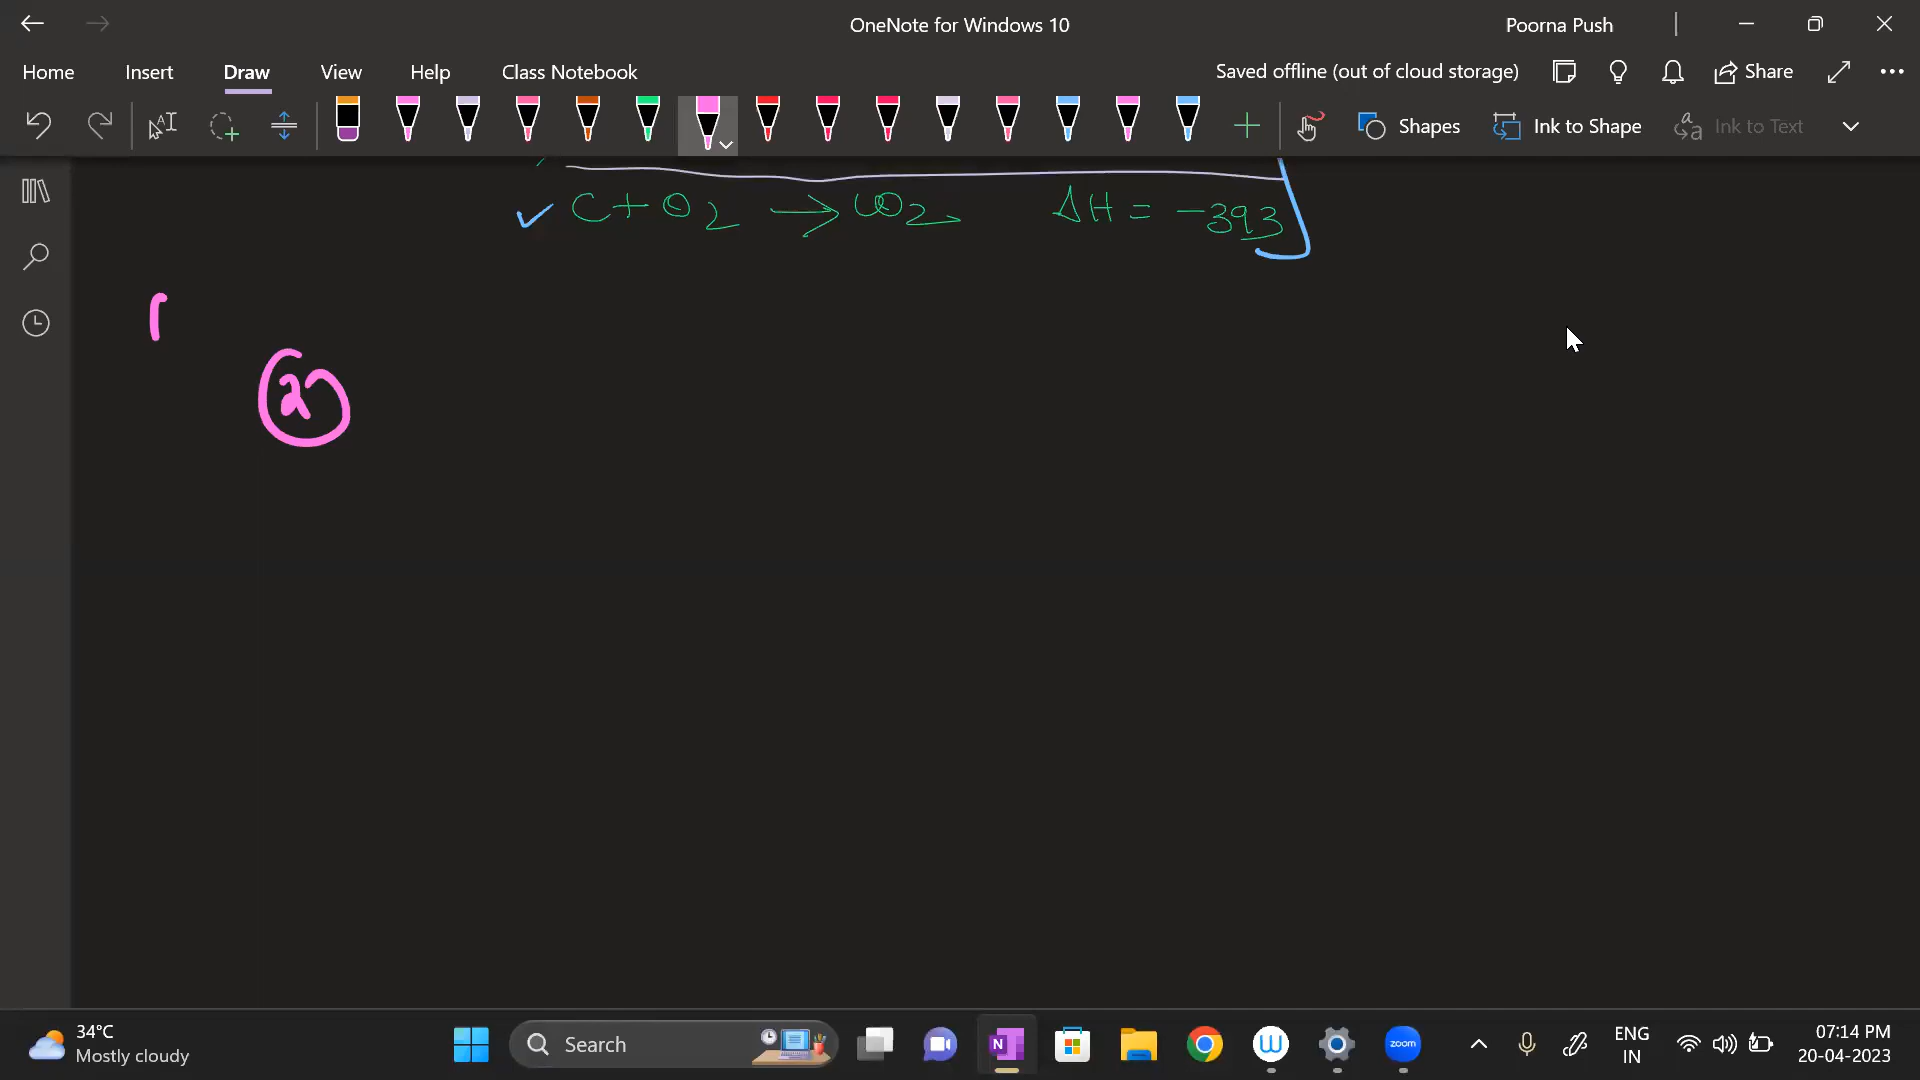 OneNote for Windows 10
Poorna Push
Home Insert Draw View Help Class Notebook
Saved offline (out of cloud storage) Share
Shapes Ink to Shape Ink to Text
C + O2 → CO2 ΔH = -393
2
34°C
Mostly cloudy
Search
zoom
ENG
IN
07:14 PM
20-04-2023